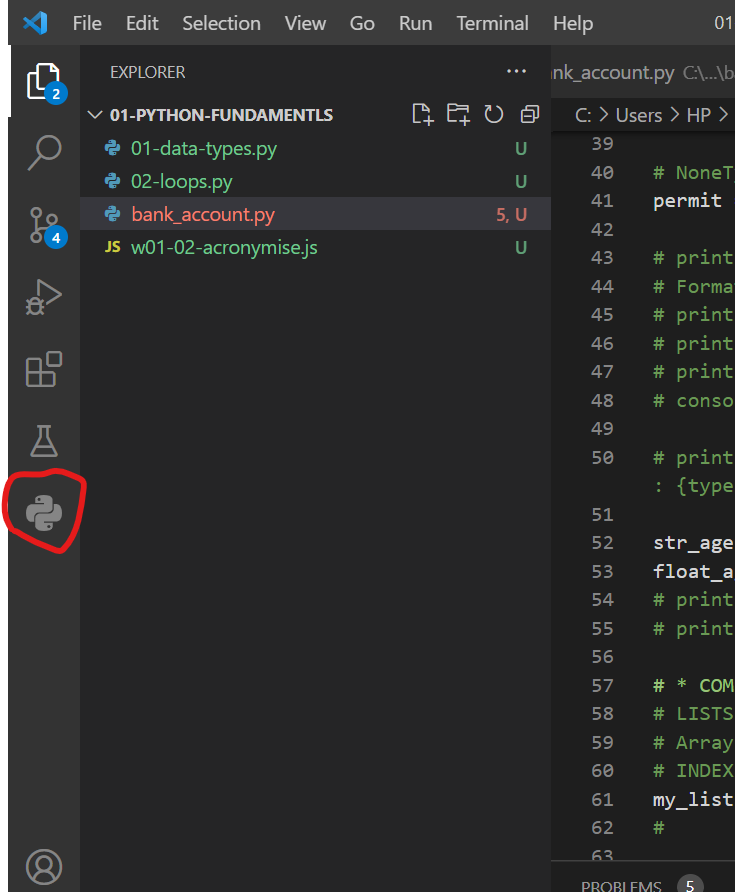 File Edit Selection View Go Run Terminal Help 01
EXPLORER ...
nk_account.py C:\...\b
2
01-PYTHON-FUNDAMENTLS
C: > Users > HP >
01-data-types.py U
02-loops.py U
4
bank_account.py 5, U
JS w01-02-acronymise.js U
39
40 # NoneT
41 permit
42
43 # print
44 # Forma
45 # print
46 # print
47 # print
48 # conso
49
50 # print
: {type
51
52 str_age
53 float_a
54 # print
55 # print
56
57 # * COM
58 # LISTS
59 # Array
60 # INDEX
61 my_list
62 #
63
PROBLEMS 5